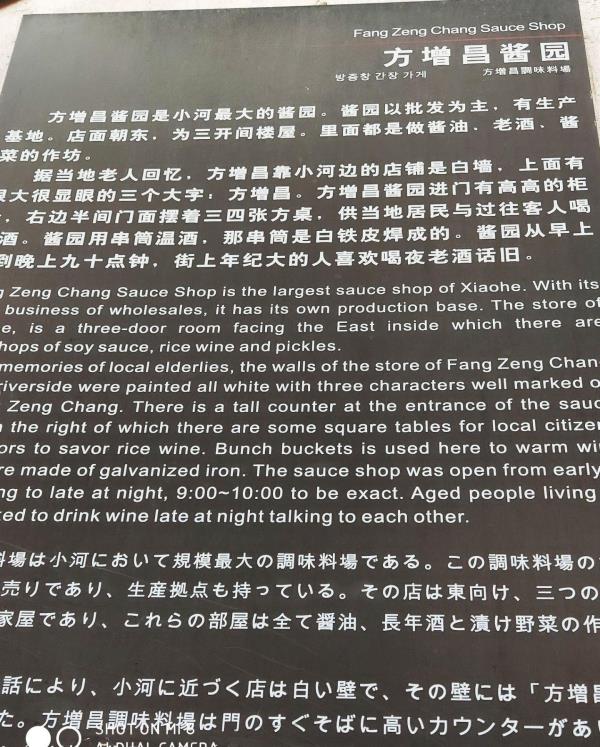 Fang Zeng Chang Sauce Shop
方增昌酱园
방증창 간장 가게 方増昌調味料場
方增昌酱园是小河最大的酱园。酱园以批发为主，有生产
基地。店面朝东，为三开间楼屋。里面都是做酱油、老酒、酱
菜的作坊。
据当地老人回忆，方增昌靠小河边的店铺是白墙，上面有
很大很显眼的三个大字：方增昌。方增昌酱园进门有高高的柜
，右边半间门面摆着三四张方桌，供当地居民与过往客人喝
酒。酱园用串筒温酒，那串筒是白铁皮焊成的。酱园从早上
到晚上九十点钟，街上年纪大的人喜欢喝夜老酒话旧。
g Zeng Chang Sauce Shop is the largest sauce shop of Xiaohe. With its
business of wholesales, it has its own production base. The store of
e, is a three-door room facing the East inside which there are
hops of soy sauce, rice wine and pickles.
memories of local elderlies, the walls of the store of Fang Zeng Chan
riverside were painted all white with three characters well marked o
Zeng Chang. There is a tall counter at the entrance of the sauc
n the right of which there are some square tables for local citizen
ors to savor rice wine. Bunch buckets is used here to warm wi
re made of galvanized iron. The sauce shop was open from early
ng to late at night, 9:00~10:00 to be exact. Aged people living
ked to drink wine late at night talking to each other.
料場は小河において規模最大の調味料場である。この調味料場の
売りであり、生産拠点も持っている。その店は東向け、三つの
家屋であり、これらの部屋は全て醤油、長年酒と漬け野菜の作
話により、小河に近づく店は白い壁で、その壁には「方増昌
た。方増昌調味料場は門のすぐそばに高いカウンターがあ
SHOT ON MI 8
AI DUAL CAMERA